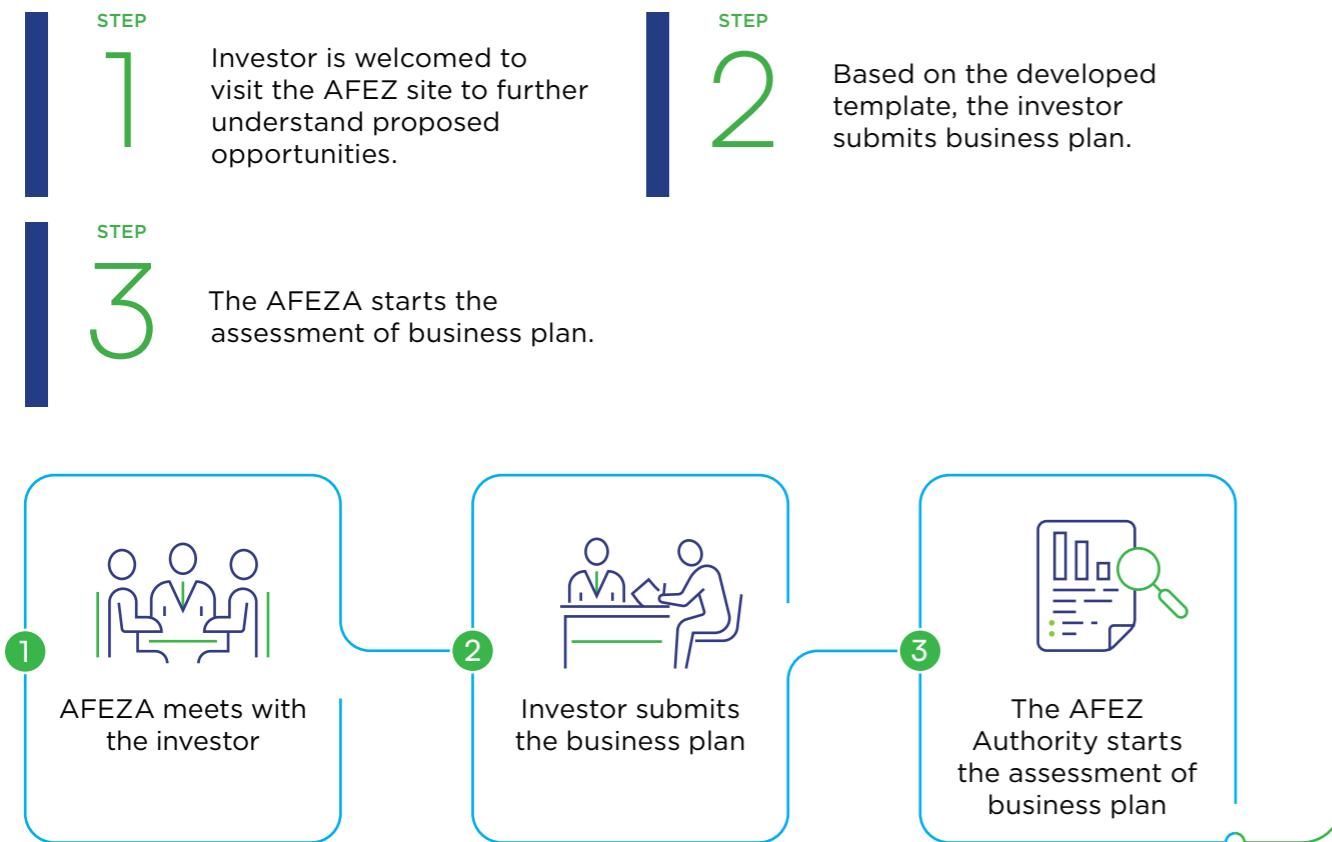 STEP
1
Investor is welcomed to
visit the AFEZ site to further
understand proposed
opportunities.
STEP
2
Based on the developed
template, the investor
submits business plan.
STEP
3
The AFEZA starts the
assessment of business plan.
1
AFEZA meets with
the investor
2
Investor submits
the business plan
3
The AFEZ
Authority starts
the assessment of
business plan